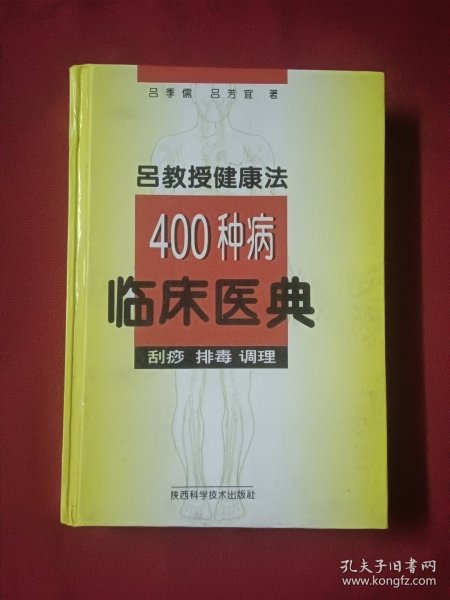 吕季儒 吕芳宜 著
吕教授健康法
400种病
临床医典
刮痧 排毒 调理
陕西科学技术出版社
孔夫子旧书网
www.kongfz.com